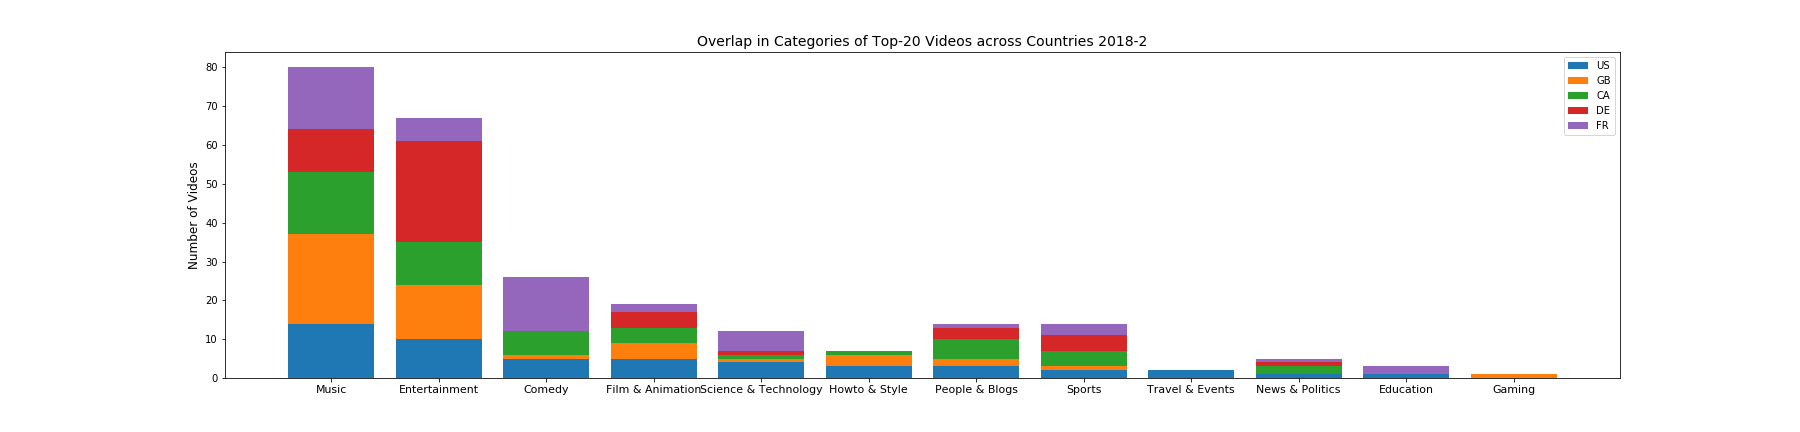 Overlap in Categories of Top-20 Videos across Countries 2018-2
US
GB
CA
DE
FR
Number of Videos
80
70
60
50
40
30
20
10
0
Music Entertainment Comedy Film & Animation Science & Technology Howto & Style People & Blogs Sports Travel & Events News & Politics Education Gaming